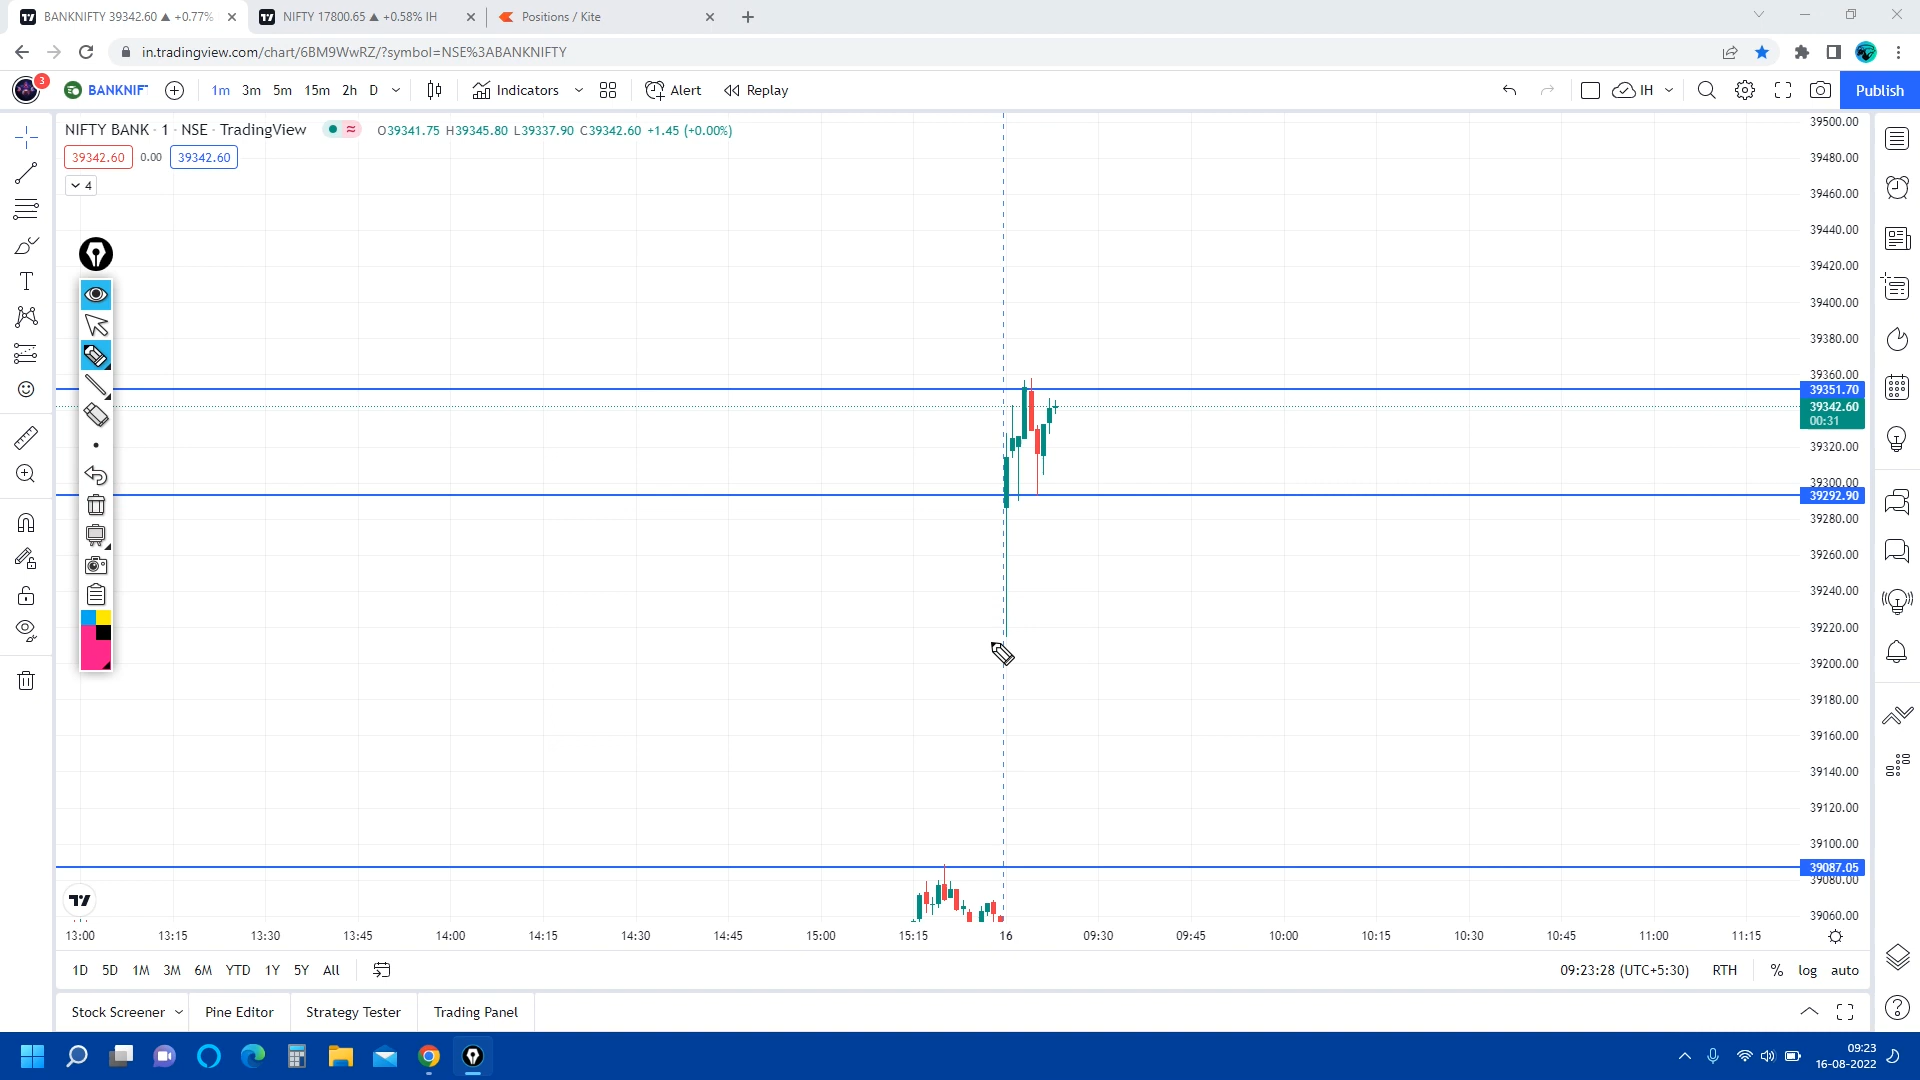 BANKNIFTY 39342.60 ▲ +0.77%
NIFTY 17800.65 ▲ +0.58% IH
Positions / Kite
in.tradingview.com/chart/6BM9WwRZ/?symbol=NSE%3ABANKNIFTY
3
BANKNIF
1m 3m 5m 15m 2h D
Indicators
Alert
Replay
IH
Publish
NIFTY BANK · 1 · NSE · TradingView
O39341.75 H39345.80 L39337.90 C39342.60 +1.45 (+0.00%)
39342.60 0.00 39342.60
4
39500.00
39480.00
39460.00
39440.00
39420.00
39400.00
39380.00
39360.00
39351.70
39342.60
00:31
39320.00
39300.00
39292.90
39280.00
39260.00
39240.00
39220.00
39200.00
39180.00
39160.00
39140.00
39120.00
39100.00
39087.05
39080.00
39060.00
13:00 13:15 13:30 13:45 14:00 14:15 14:30 14:45 15:00 15:15 16 09:30 09:45 10:00 10:15 10:30 10:45 11:00 11:15
1D 5D 1M 3M 6M YTD 1Y 5Y All
09:23:28 (UTC+5:30) RTH % log auto
Stock Screener Pine Editor Strategy Tester Trading Panel
09:23
16-08-2022